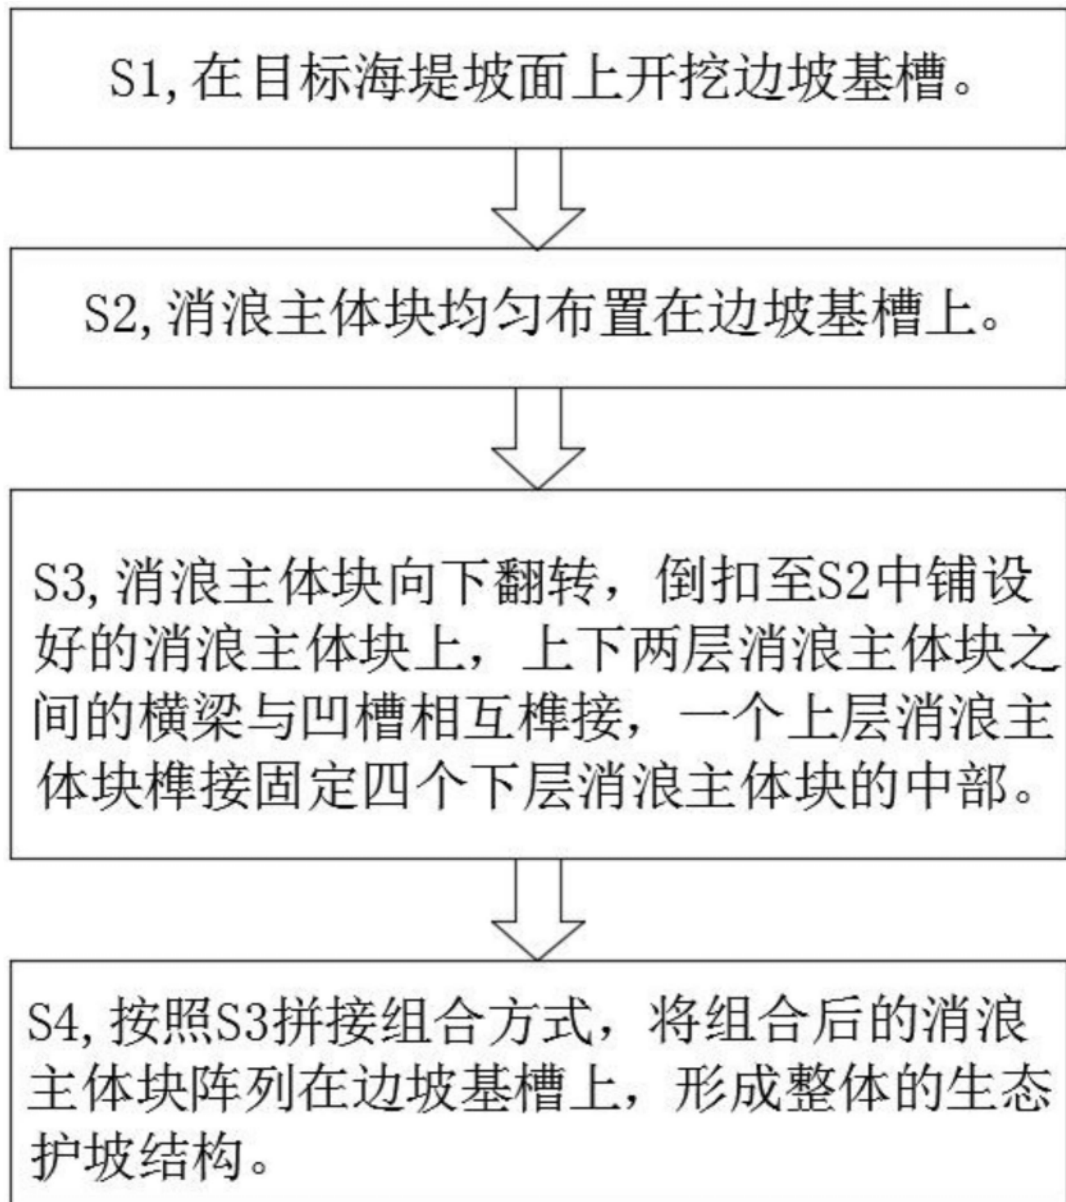 S1,在目标海堤坡面上开挖边坡基槽。
S2,消浪主体块均匀布置在边坡基槽上。
S3,消浪主体块向下翻转，倒扣至S2中铺设
好的消浪主体块上，上下两层消浪主体块之
间的横梁与凹槽相互榫接，一个上层消浪主
体块榫接固定四个下层消浪主体块的中部。
S4,按照S3拼接组合方式，将组合后的消浪
主体块阵列在边坡基槽上，形成整体的生态
护坡结构。